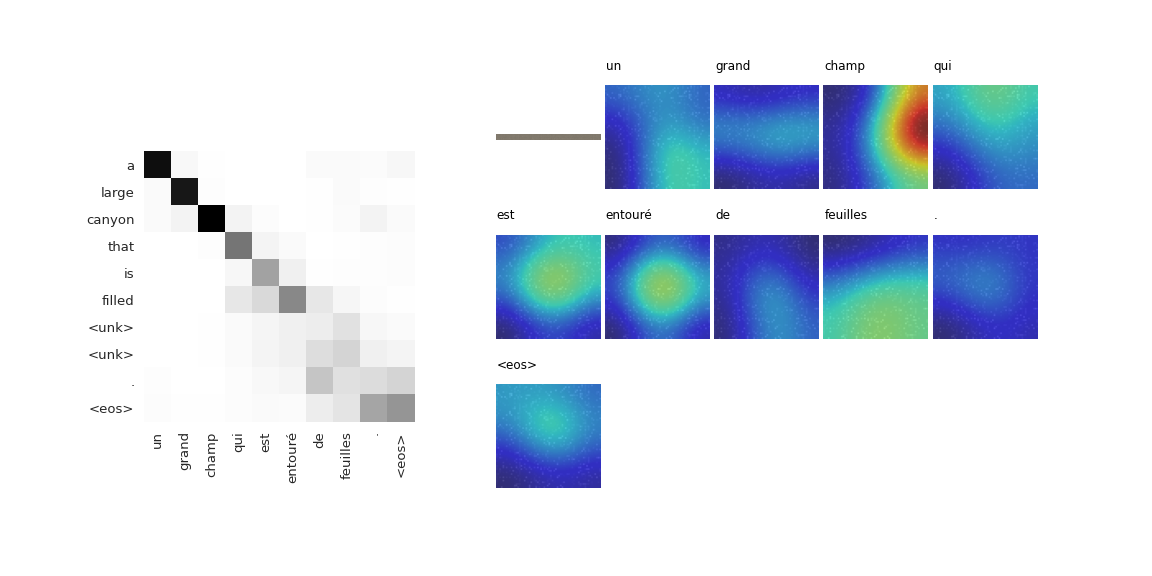 a
large
canyon
that
is
filled
<unk>
<unk>
.
<eos>
un
grand
champ
qui
est
entouré
de
feuilles
.
<eos>
un grand champ qui
est entouré de feuilles .
<eos>